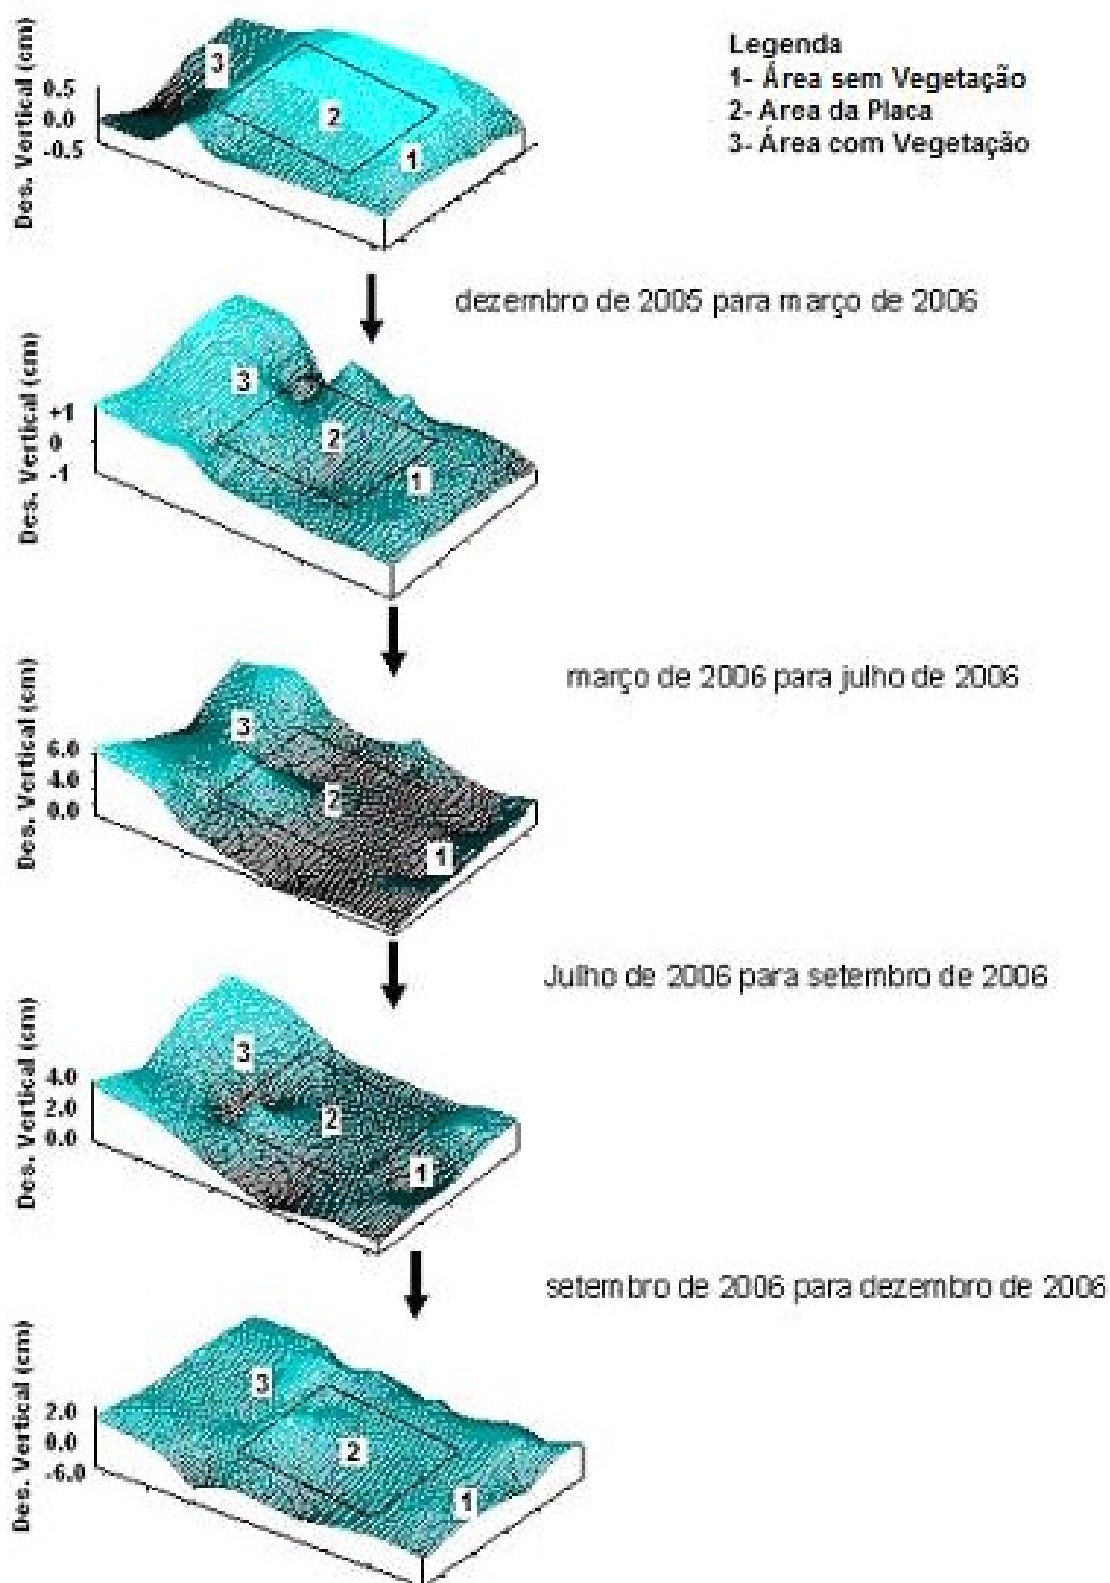 Des. Vertical (cm)
0.5
0.0
-0.5
3
2
1
Legenda
1- Área sem Vegetação
2- Area da Placa
3- Área com Vegetação
dezembro de 2005 para março de 2006
Des. Vertical (cm)
+1
0
-1
3
2
1
março de 2006 para julho de 2006
Des. Vertical (cm)
6.0
4.0
0.0
3
2
1
Julho de 2006 para setembro de 2006
Des. Vertical (cm)
4.0
2.0
0.0
3
2
1
setembro de 2006 para dezembro de 2006
Des. Vertical (cm)
2.0
0.0
-6.0
3
2
1